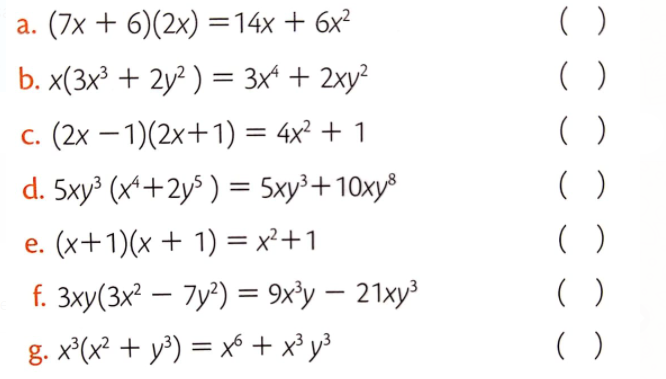 a. (7x + 6)(2x) = 14x + 6x² ( )
b. x(3x³ + 2y² ) = 3x⁴ + 2xy² ( )
c. (2x – 1)(2x+1) = 4x² + 1 ( )
d. 5xy³ (x⁴+2y⁵ ) = 5xy³+10xy⁸ ( )
e. (x+1)(x + 1) = x²+1 ( )
f. 3xy(3x² – 7y²) = 9x³y – 21xy³ ( )
g. x³(x² + y³) = x⁶ + x³ y³ ( )